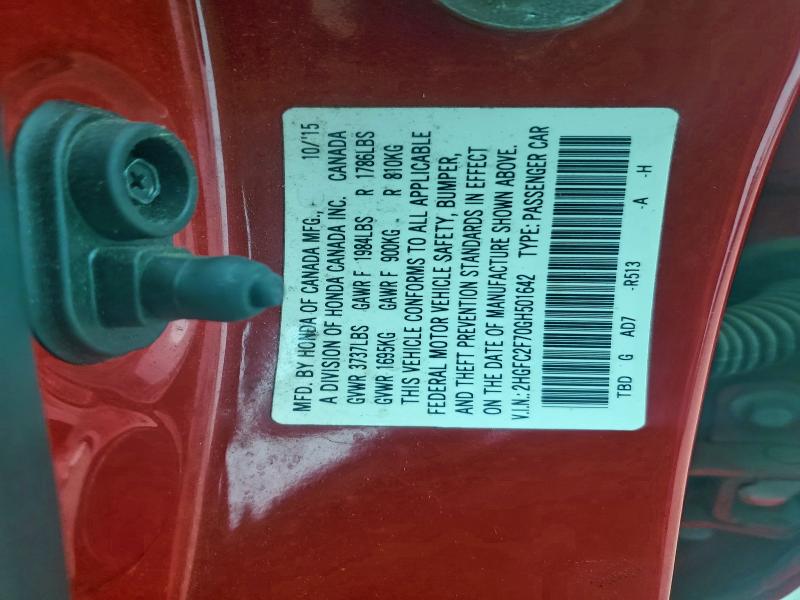 MFD. BY HONDA OF CANADA MFG., 10/'15
A DIVISION OF HONDA CANADA INC. CANADA
GVWR 3737LBS GAWR F 1984LBS R 1786LBS
GVWR 1695KG GAWR F 900KG R 810KG
THIS VEHICLE CONFORMS TO ALL APPLICABLE
FEDERAL MOTOR VEHICLE SAFETY, BUMPER,
AND THEFT PREVENTION STANDARDS IN EFFECT
ON THE DATE OF MANUFACTURE SHOWN ABOVE.
V.I.N.:2HGFC2F70GH501642 TYPE: PASSENGER CAR
TBD G AD7 -R513 -A -H